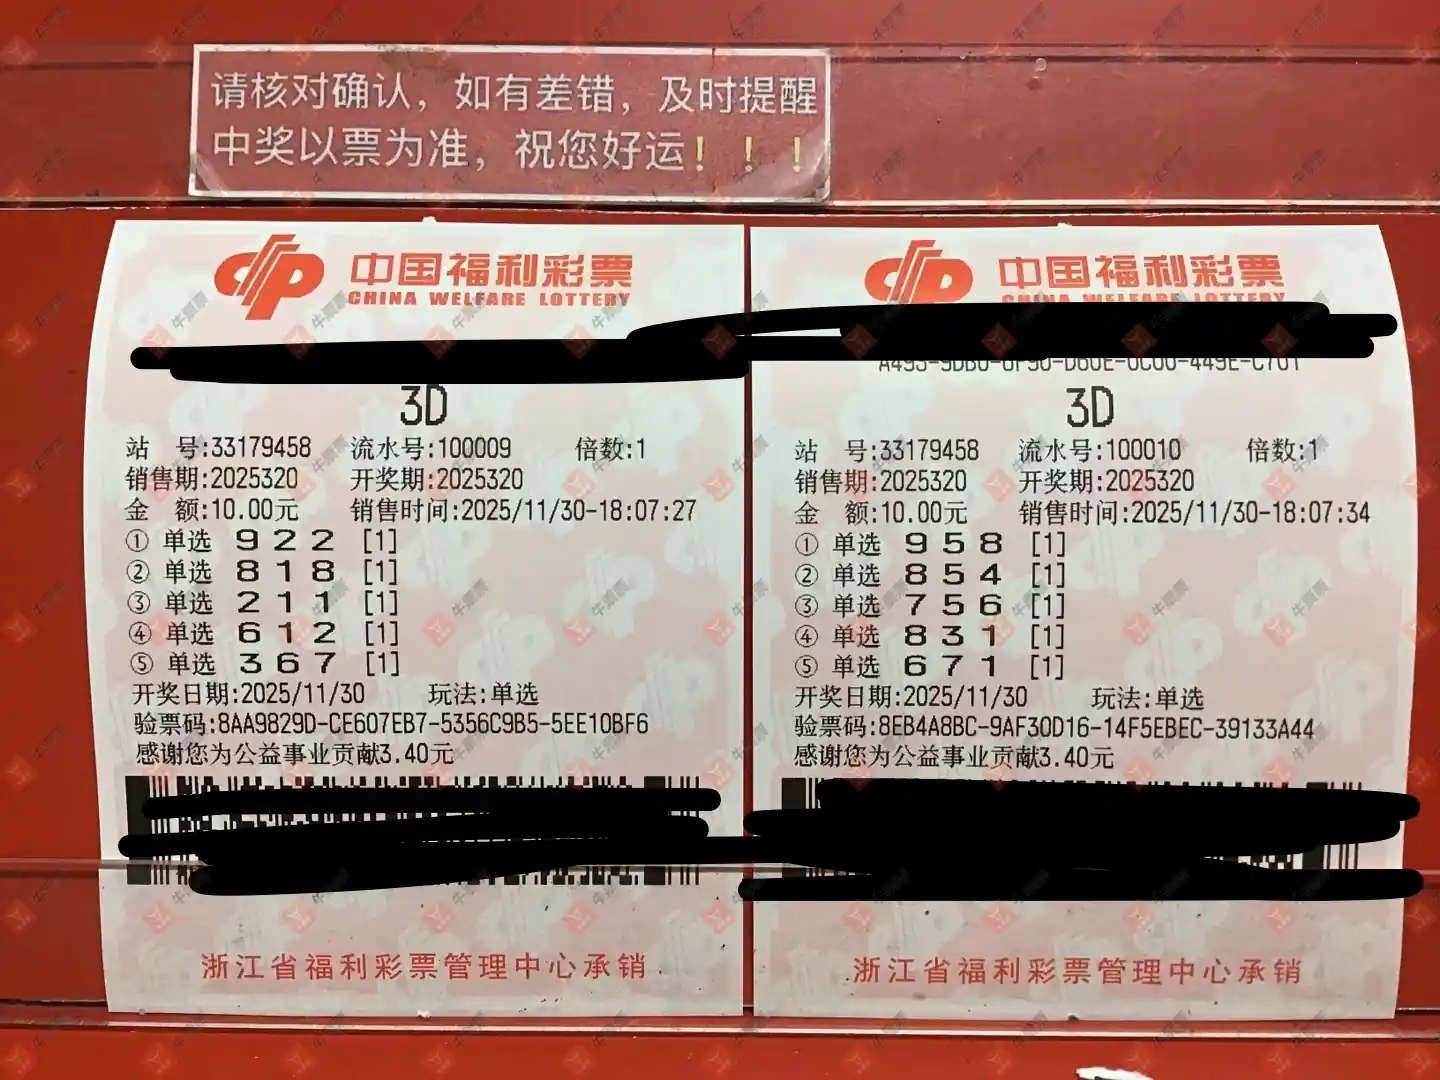 请核对确认，如有差错，及时提醒
中奖以票为准，祝您好运！！！
中国福利彩票
CHINA WELFARE LOTTERY
3D
站 号:33179458 流水号:100009 倍数:1
销售期:2025320 开奖期:2025320
金 额:10.00元 销售时间:2025/11/30-18:07:27
① 单选 9 2 2 [1]
② 单选 8 1 8 [1]
③ 单选 2 1 1 [1]
④ 单选 6 1 2 [1]
⑤ 单选 3 6 7 [1]
开奖日期:2025/11/30 玩法:单选
验票码:8AA9829D-CE607EB7-5356C9B5-5EE10BF6
感谢您为公益事业贡献3.40元
浙江省福利彩票管理中心承销
中国福利彩票
CHINA WELFARE LOTTERY
3D
站 号:33179458 流水号:100010 倍数:1
销售期:2025320 开奖期:2025320
金 额:10.00元 销售时间:2025/11/30-18:07:34
① 单选 9 5 8 [1]
② 单选 8 5 4 [1]
③ 单选 7 5 6 [1]
④ 单选 8 3 1 [1]
⑤ 单选 6 7 1 [1]
开奖日期:2025/11/30 玩法:单选
验票码:8EB4A8BC-9AF30D16-14F5EBEC-39133A44
感谢您为公益事业贡献3.40元
浙江省福利彩票管理中心承销
牛票票